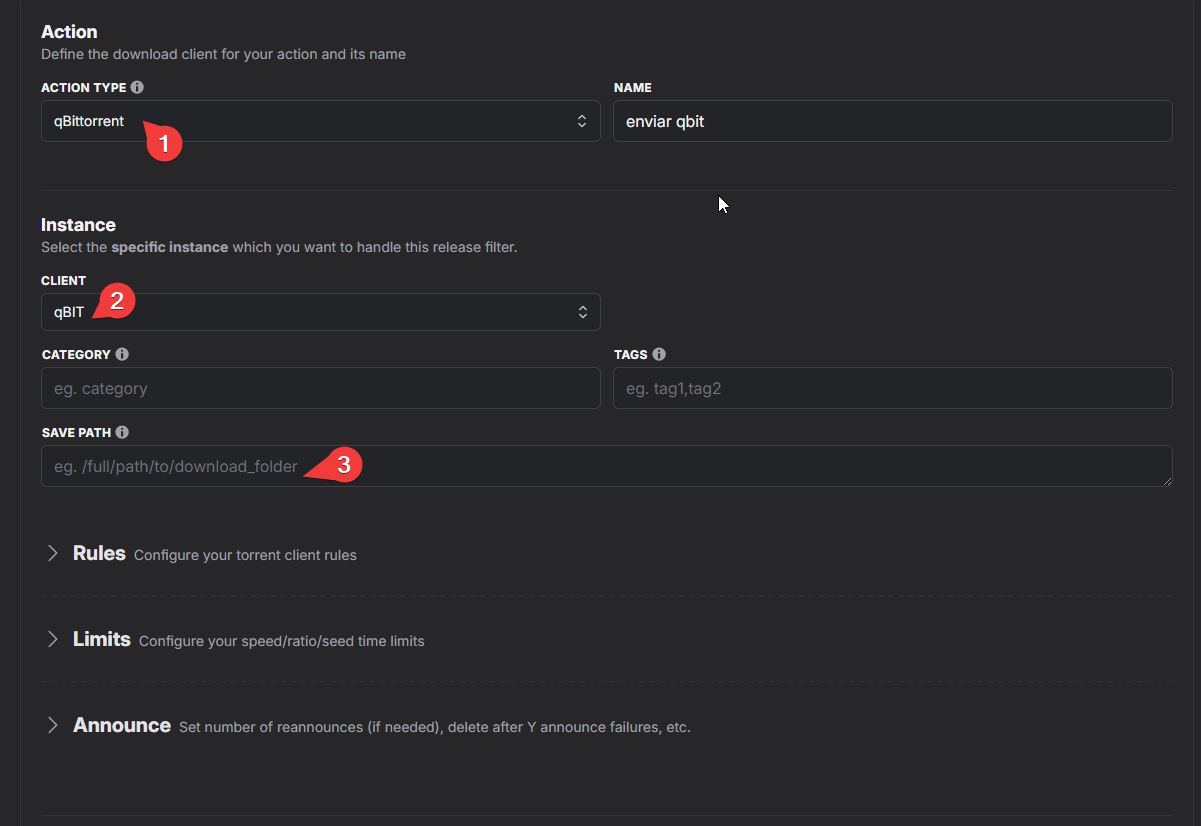 Action
Define the download client for your action and its name
ACTION TYPE
NAME
qBittorrent
enviar qbit
1
Instance
Select the specific instance which you want to handle this release filter.
CLIENT
2
qBIT
CATEGORY
TAGS
eg. category
eg. tag1,tag2
SAVE PATH
eg. /full/path/to/download_folder
3
Rules Configure your torrent client rules
Limits Configure your speed/ratio/seed time limits
Announce Set number of reannounces (if needed), delete after Y announce failures, etc.